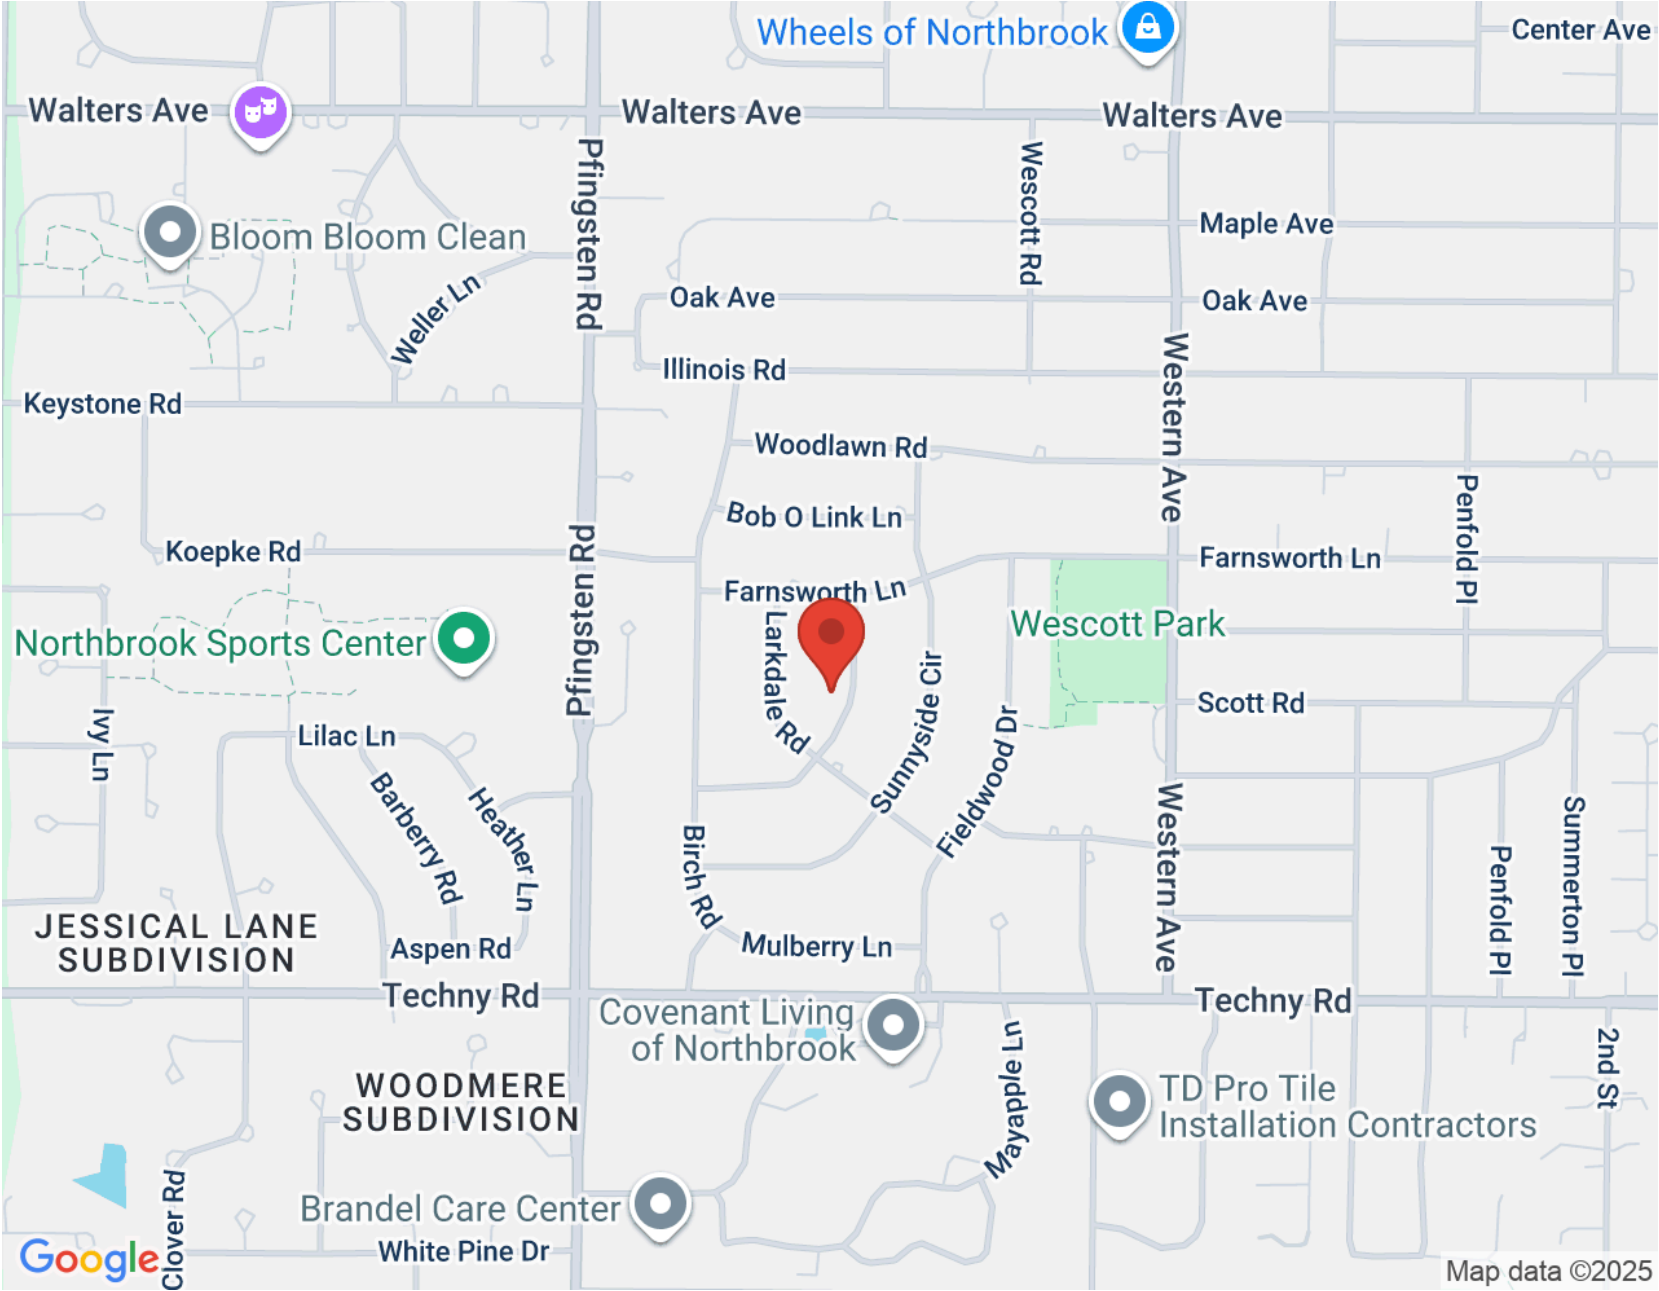 Wheels of Northbrook
Center Ave
Walters Ave
Walters Ave
Walters Ave
Pfingsten Rd
Wescott Rd
Maple Ave
Bloom Bloom Clean
Weller Ln
Oak Ave
Oak Ave
Illinois Rd
Western Ave
Keystone Rd
Woodlawn Rd
Penfold Pl
Bob O Link Ln
Koepke Rd
Pfingsten Rd
Farnsworth Ln
Farnsworth Ln
Larkdale Rd
Wescott Park
Northbrook Sports Center
Sunnyside Cir
Scott Rd
Ivy Ln
Lilac Ln
Fieldwood Dr
Barberry Rd
Heather Ln
Birch Rd
Western Ave
Summerton Pl
Penfold Pl
JESSICAL LANE
SUBDIVISION
Aspen Rd
Mulberry Ln
Techny Rd
Techny Rd
Covenant Living
of Northbrook
Mayapple Ln
2nd St
WOODMERE
SUBDIVISION
TD Pro Tile
Installation Contractors
Clover Rd
Brandel Care Center
White Pine Dr
Google
Map data ©2025